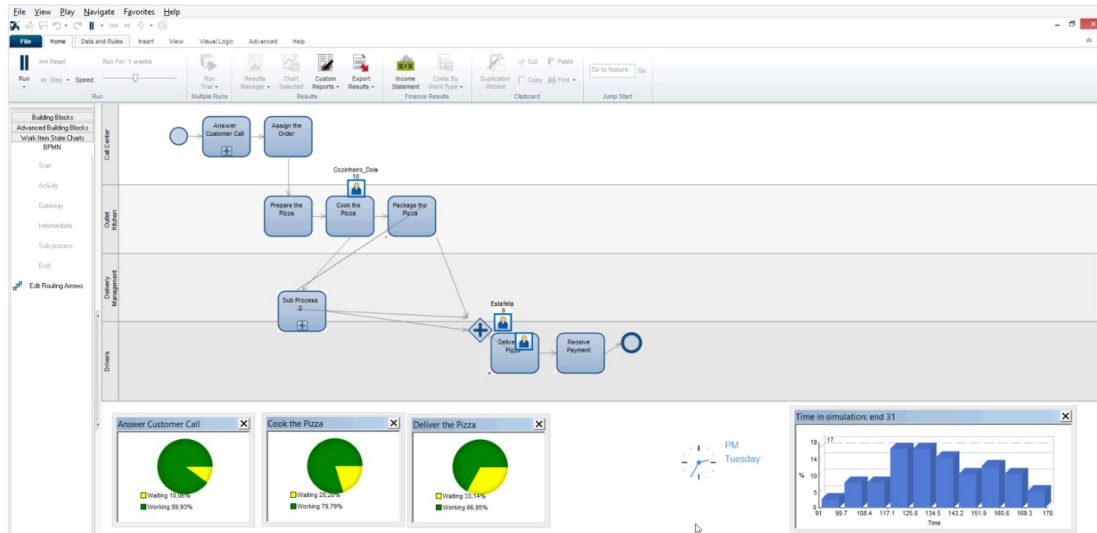 File View Play Navigate Favorites Help
File Home Data and Rules Insert View Visual Logic Advanced Help
Reset Run For: 1 weeks
Run Step Speed
Run
Run Trial
Multiple Runs
Results Manager
Chart Selected
Custom Reports
Export Results
Results
Income Statement
Costs By Work Type
Finance Results
Duplication Wizard
Cut Paste
Copy Find
Clipboard
Go to feature Go
Jump Start
Building Blocks
Advanced Building Blocks
Work Item State Charts
BPMN
Start
Activity
Gateway
Intermediate
Sub process
End
Edit Routing Arrows
Call Center
Answer Customer Call
Assign the Order
Outlet Kitchen
Cozinheiro_Dois
10
Prepare the Pizza
Cook the Pizza
Package the Pizza
Delivery Management
Sub Process 2
Drivers
Estafeta
9
Receive Payment
Answer Customer Call
Waiting 10,06%
Working 89,93%
Cook the Pizza
Waiting 20,20%
Working 79,79%
Deliver the Pizza
Waiting 33,14%
Working 66,85%
PM
Tuesday
Time in simulation: end 31
19 17
14
%
10
5
0
91 99.7 108.4 117.1 125.8 134.5 143.2 151.9 160.6 169.3 178
Time